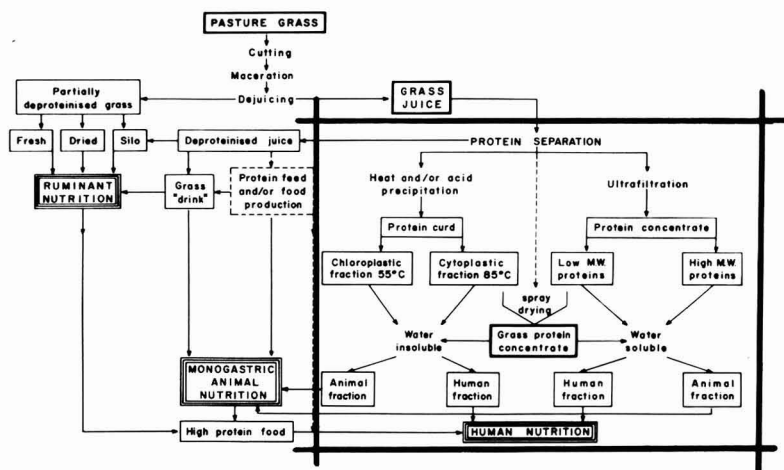 PASTURE GRASS
Cutting
Maceration
Dejuicing
Partially
deproteinised grass
GRASS
JUICE
Fresh
Dried
Silo
Deproteinised juice
PROTEIN SEPARATION
RUMINANT
NUTRITION
Grass
"drink"
Protein feed
and/or food
production
Heat and/or acid
precipitation
Ultrafiltration
Protein curd
Protein concentrate
Chloroplastic
fraction 55°C
Cytoplastic
fraction 85°C
Low M.W.
proteins
High M.W.
proteins
spray
drying
Water
insoluble
Grass protein
concentrate
Water
soluble
MONOGASTRIC
ANIMAL
NUTRITION
Animal
fraction
Human
fraction
Human
fraction
Animal
fraction
High protein food
HUMAN NUTRITION